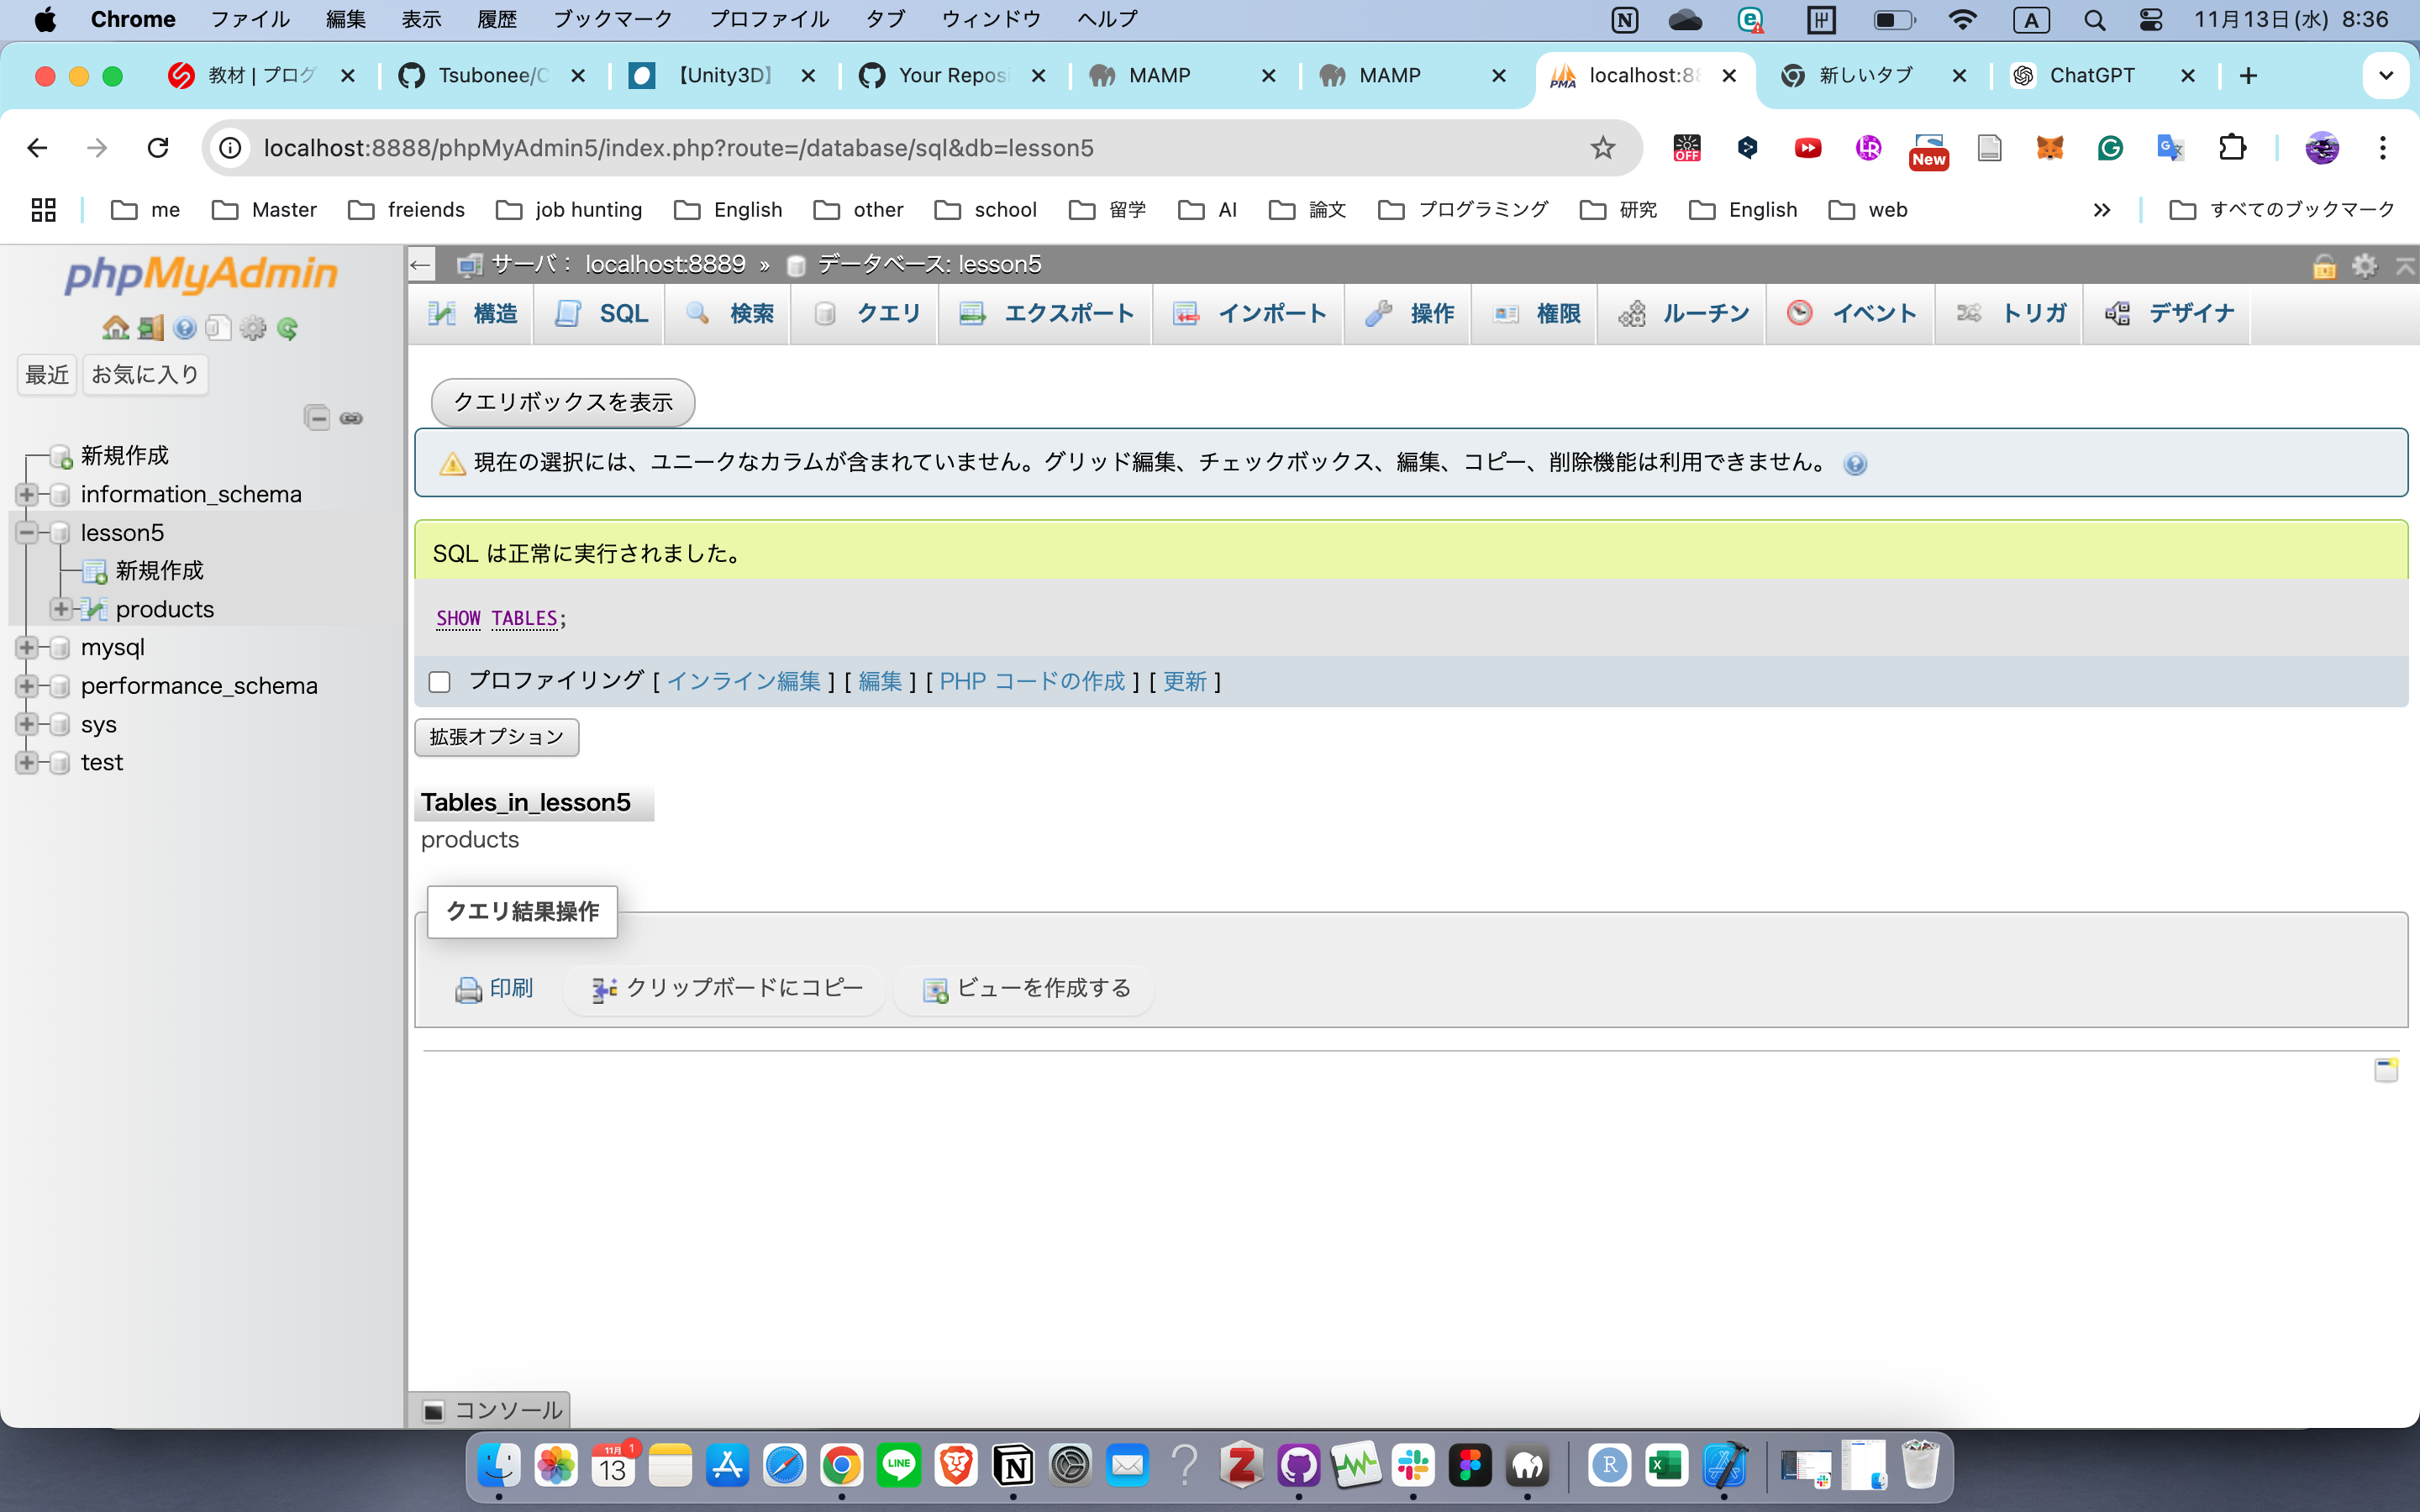 Chrome ファイル 編集 表示 履歴 ブックマーク プロファイル タブ ウィンドウ ヘルプ A 11月13日(水) 8:36
教材 | プログ Tsubonee/C 【Unity3D】 Your Reposi MAMP MAMP localhost:88 新しいタブ ChatGPT
localhost:8888/phpMyAdmin5/index.php?route=/database/sql&db=lesson5 OFF New
me Master freiends job hunting English other school 留学 AI 論文 プログラミング 研究 English web » すべてのブックマーク
phpMyAdmin
最近 お気に入り
新規作成
information_schema
lesson5
新規作成
products
mysql
performance_schema
sys
test
サーバ： localhost:8889 » データベース: lesson5
構造 SQL 検索 クエリ エクスポート インポート 操作 権限 ルーチン イベント トリガ デザイナ
クエリボックスを表示
現在の選択には、ユニークなカラムが含まれていません。グリッド編集、チェックボックス、編集、コピー、削除機能は利用できません。
SQL は正常に実行されました。
SHOW TABLES;
プロファイリング [ インライン編集 ] [ 編集 ] [ PHP コードの作成 ] [ 更新 ]
拡張オプション
Tables_in_lesson5
products
クエリ結果操作
印刷 クリップボードにコピー ビューを作成する
コンソール
11月 13 1 LINE